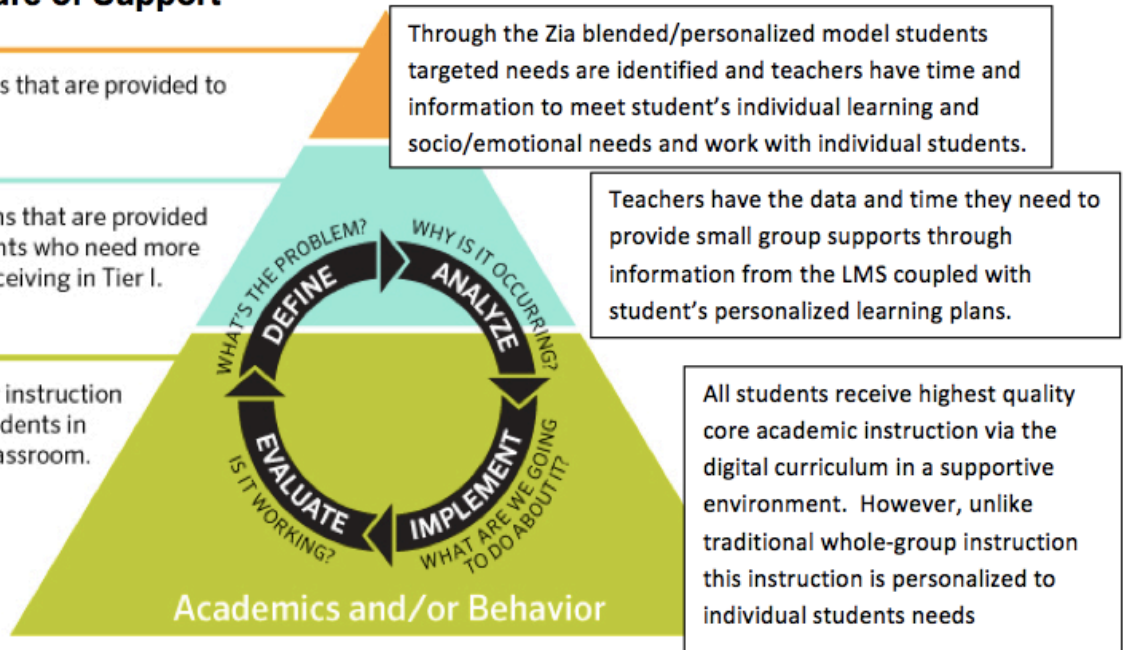 of Support
s that are provided to
that are provided
who need more
in Tier I.
instruction
in
Through the Zia blended/personalized model students
targeted needs are identified and teachers have time and
information to meet student’s individual learning and
socio/emotional needs and work with individual students.
Teachers have the data and time they need to
provide small group supports through
information from the LMS coupled with
student’s personalized learning plans.
All students receive highest quality
core academic instruction via the
digital curriculum in a supportive
environment.  However, unlike
traditional whole-group instruction
this instruction is personalized to
individual students needs
WHAT'S THE PROBLEM?
DEFINE
WHY IS IT OCCURRING?
ANALYZE
IMPLEMENT
WHAT ARE WE GOING
TO DO ABOUT IT?
EVALUATE
IS IT WORKING?
Academics and/or Behavior